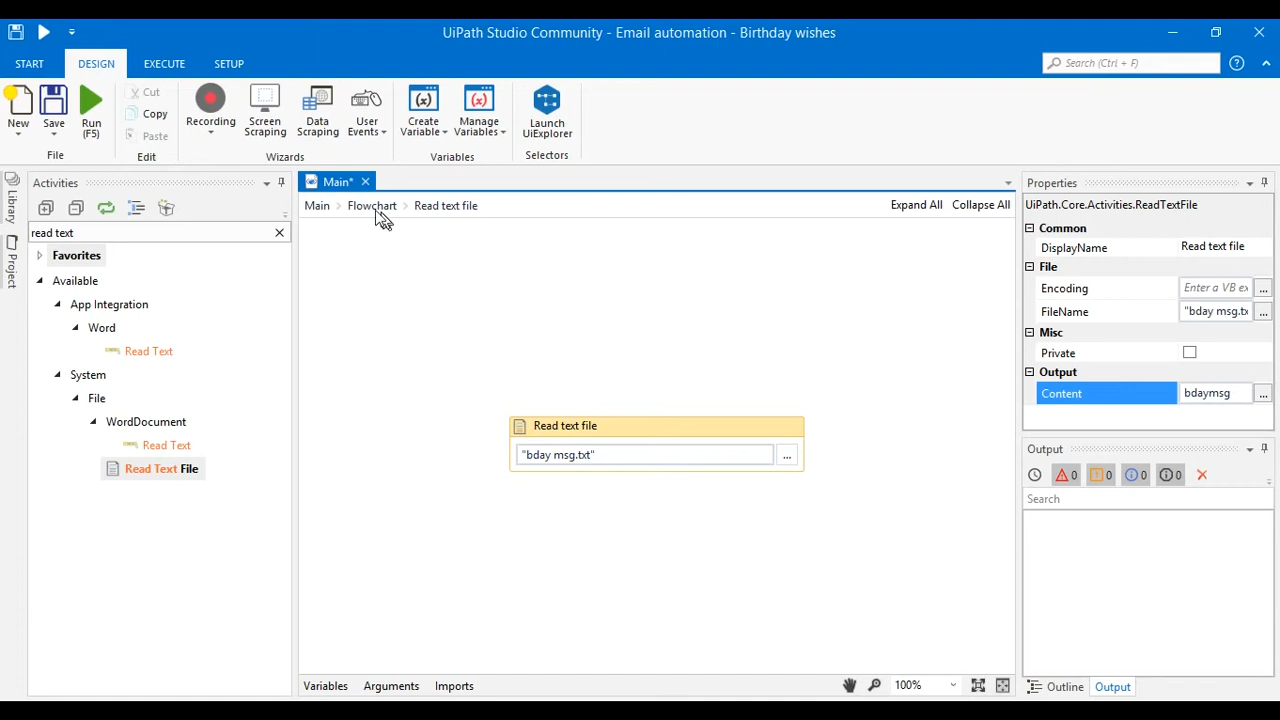 UiPath Studio Community - Email automation - Birthday wishes
START DESIGN EXECUTE SETUP
Search (Ctrl + F)
New Save Run (F5)
Cut
Copy
Paste
Recording Screen Scraping Data Scraping User Events
Create Variable Manage Variables
Launch UiExplorer
File Edit Wizards Variables Selectors
Library
Project
Activities
read text
Favorites
Available
App Integration
Word
Read Text
System
File
WordDocument
Read Text
Read Text File
Main*
Main > Flowchart > Read text file
Expand All Collapse All
Read text file
"bday msg.txt"
...
Variables Arguments Imports
100%
Properties
UiPath.Core.Activities.ReadTextFile
Common
DisplayName Read text file
File
Encoding Enter a VB ex ...
FileName "bday msg.tx ...
Misc
Private
Output
Content bdaymsg ...
Output
0 0 0 0
Search
Outline Output